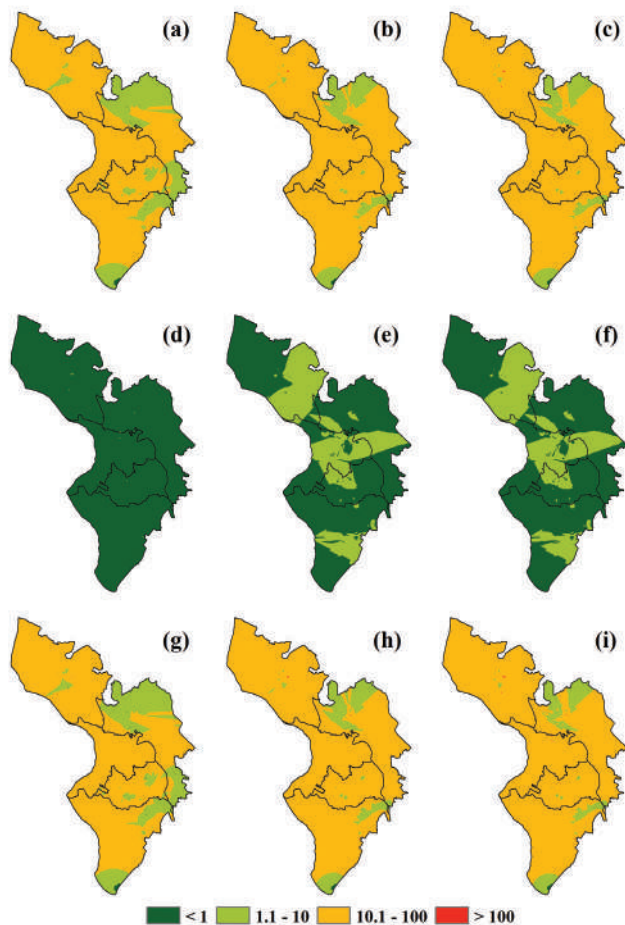 (a) (b) (c)
(d) (e) (f)
(g) (h) (i)
< 1 1.1 - 10 10.1 - 100 > 100